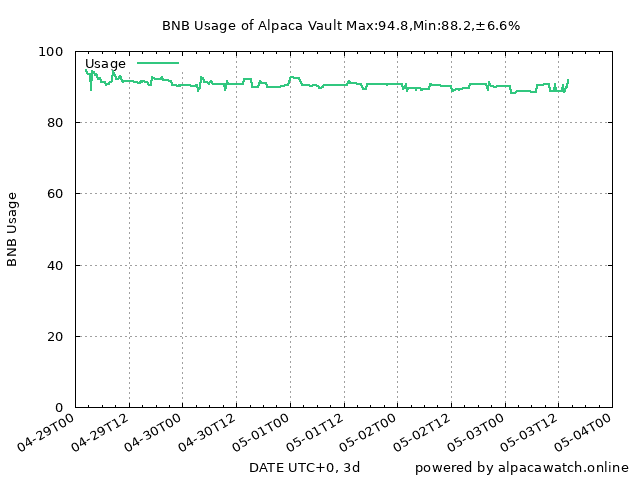 BNB Usage of Alpaca Vault Max:94.8,Min:88.2,±6.6%
Usage
100
80
60
40
20
0
BNB Usage
04-29T00
04-29T12
04-30T00
04-30T12
05-01T00
05-01T12
05-02T00
05-02T12
05-03T00
05-03T12
05-04T00
DATE UTC+0, 3d
powered by alpacawatch.online